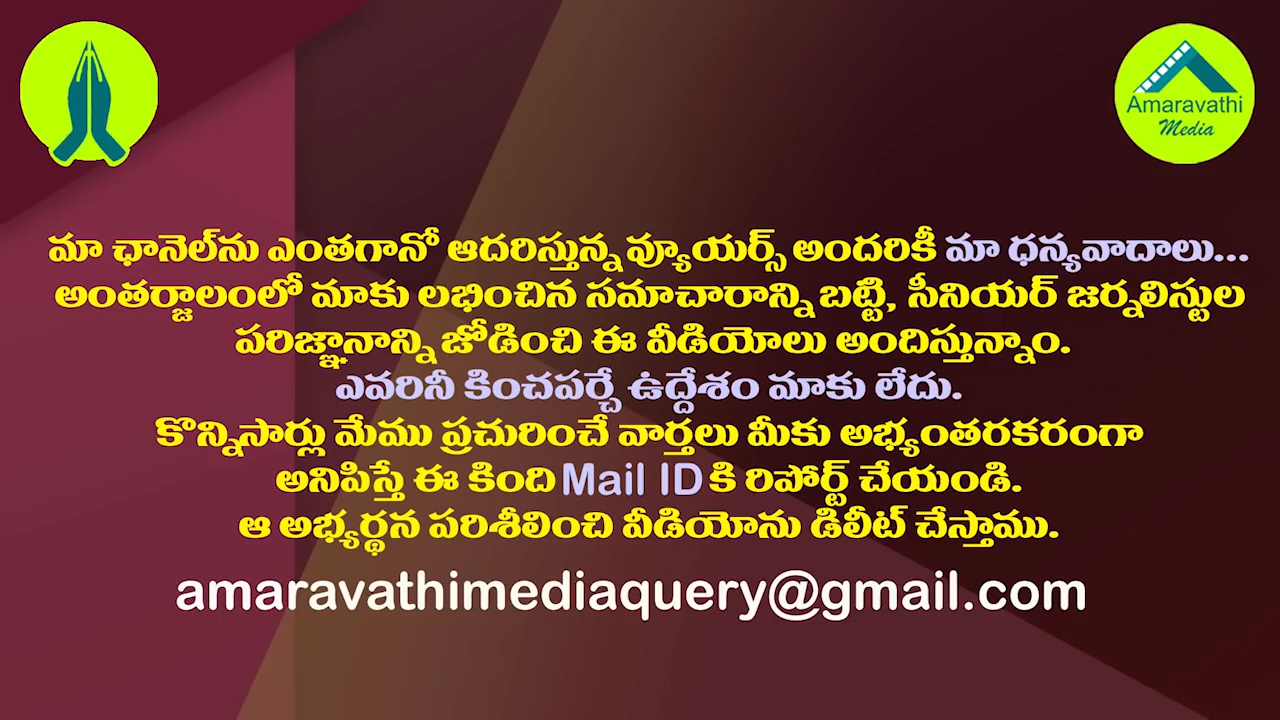 Amaravathi
Media
మా ఛానెల్‌ను ఎంతగానో ఆదరిస్తున్న వ్యూయర్స్ అందరికీ మా ధన్యవాదాలు...
అంతర్జాలంలో మాకు లభించిన సమాచారాన్ని బట్టి, సీనియర్ జర్నలిస్టుల
పరిజ్ఞానాన్ని జోడించి ఈ వీడియోలు అందిస్తున్నాం.
ఎవరినీ కించపర్చే ఉద్దేశం మాకు లేదు.
కొన్నిసార్లు మేము ప్రచురించే వార్తలు మీకు అభ్యంతరకరంగా
అనిపిస్తే ఈ కింది Mail ID కి రిపోర్ట్ చేయండి.
ఆ అభ్యర్థన పరిశీలించి వీడియోను డిలీట్ చేస్తాము.
amaravathimediaquery@gmail.com